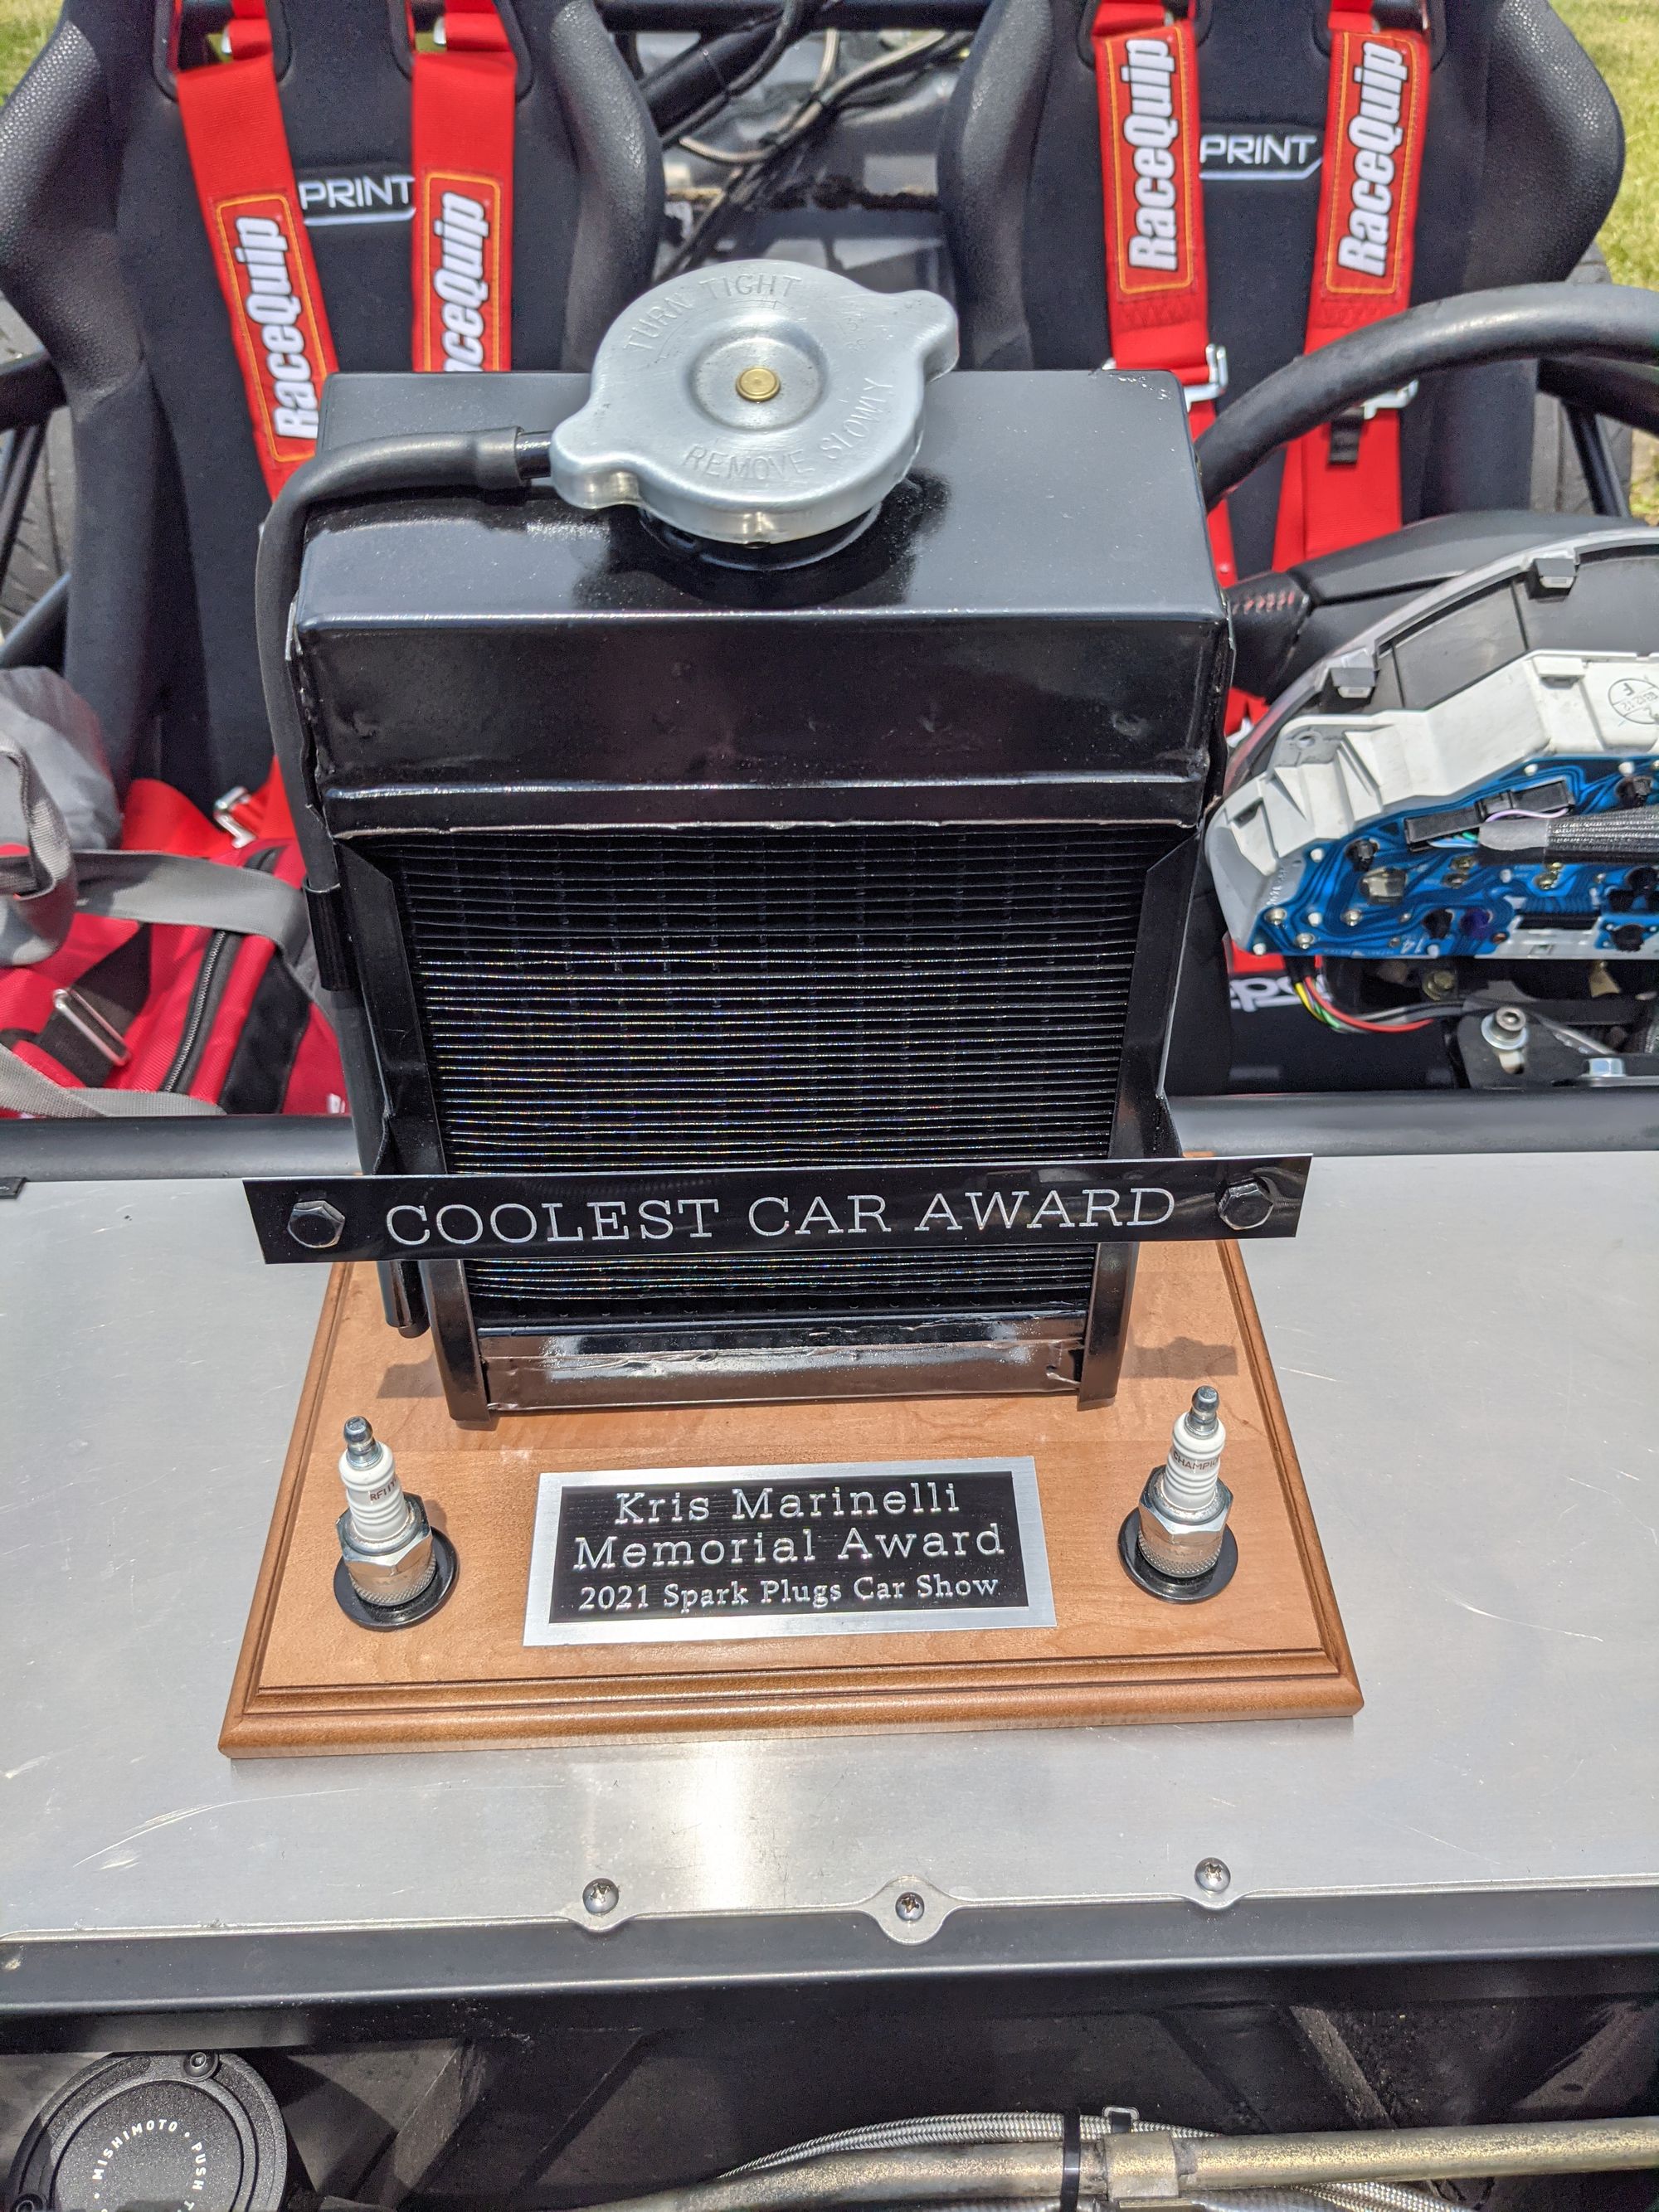 PRINT
RaceQuip
RaceQuip
PRINT
RaceQuip
RaceQuip
TURN TIGHT
REMOVE SLOWLY
COOLEST CAR AWARD
CHAMPION
Kris Marinelli
Memorial Award
2021 Spark Plugs Car Show
MISHIMOTO • PUSH